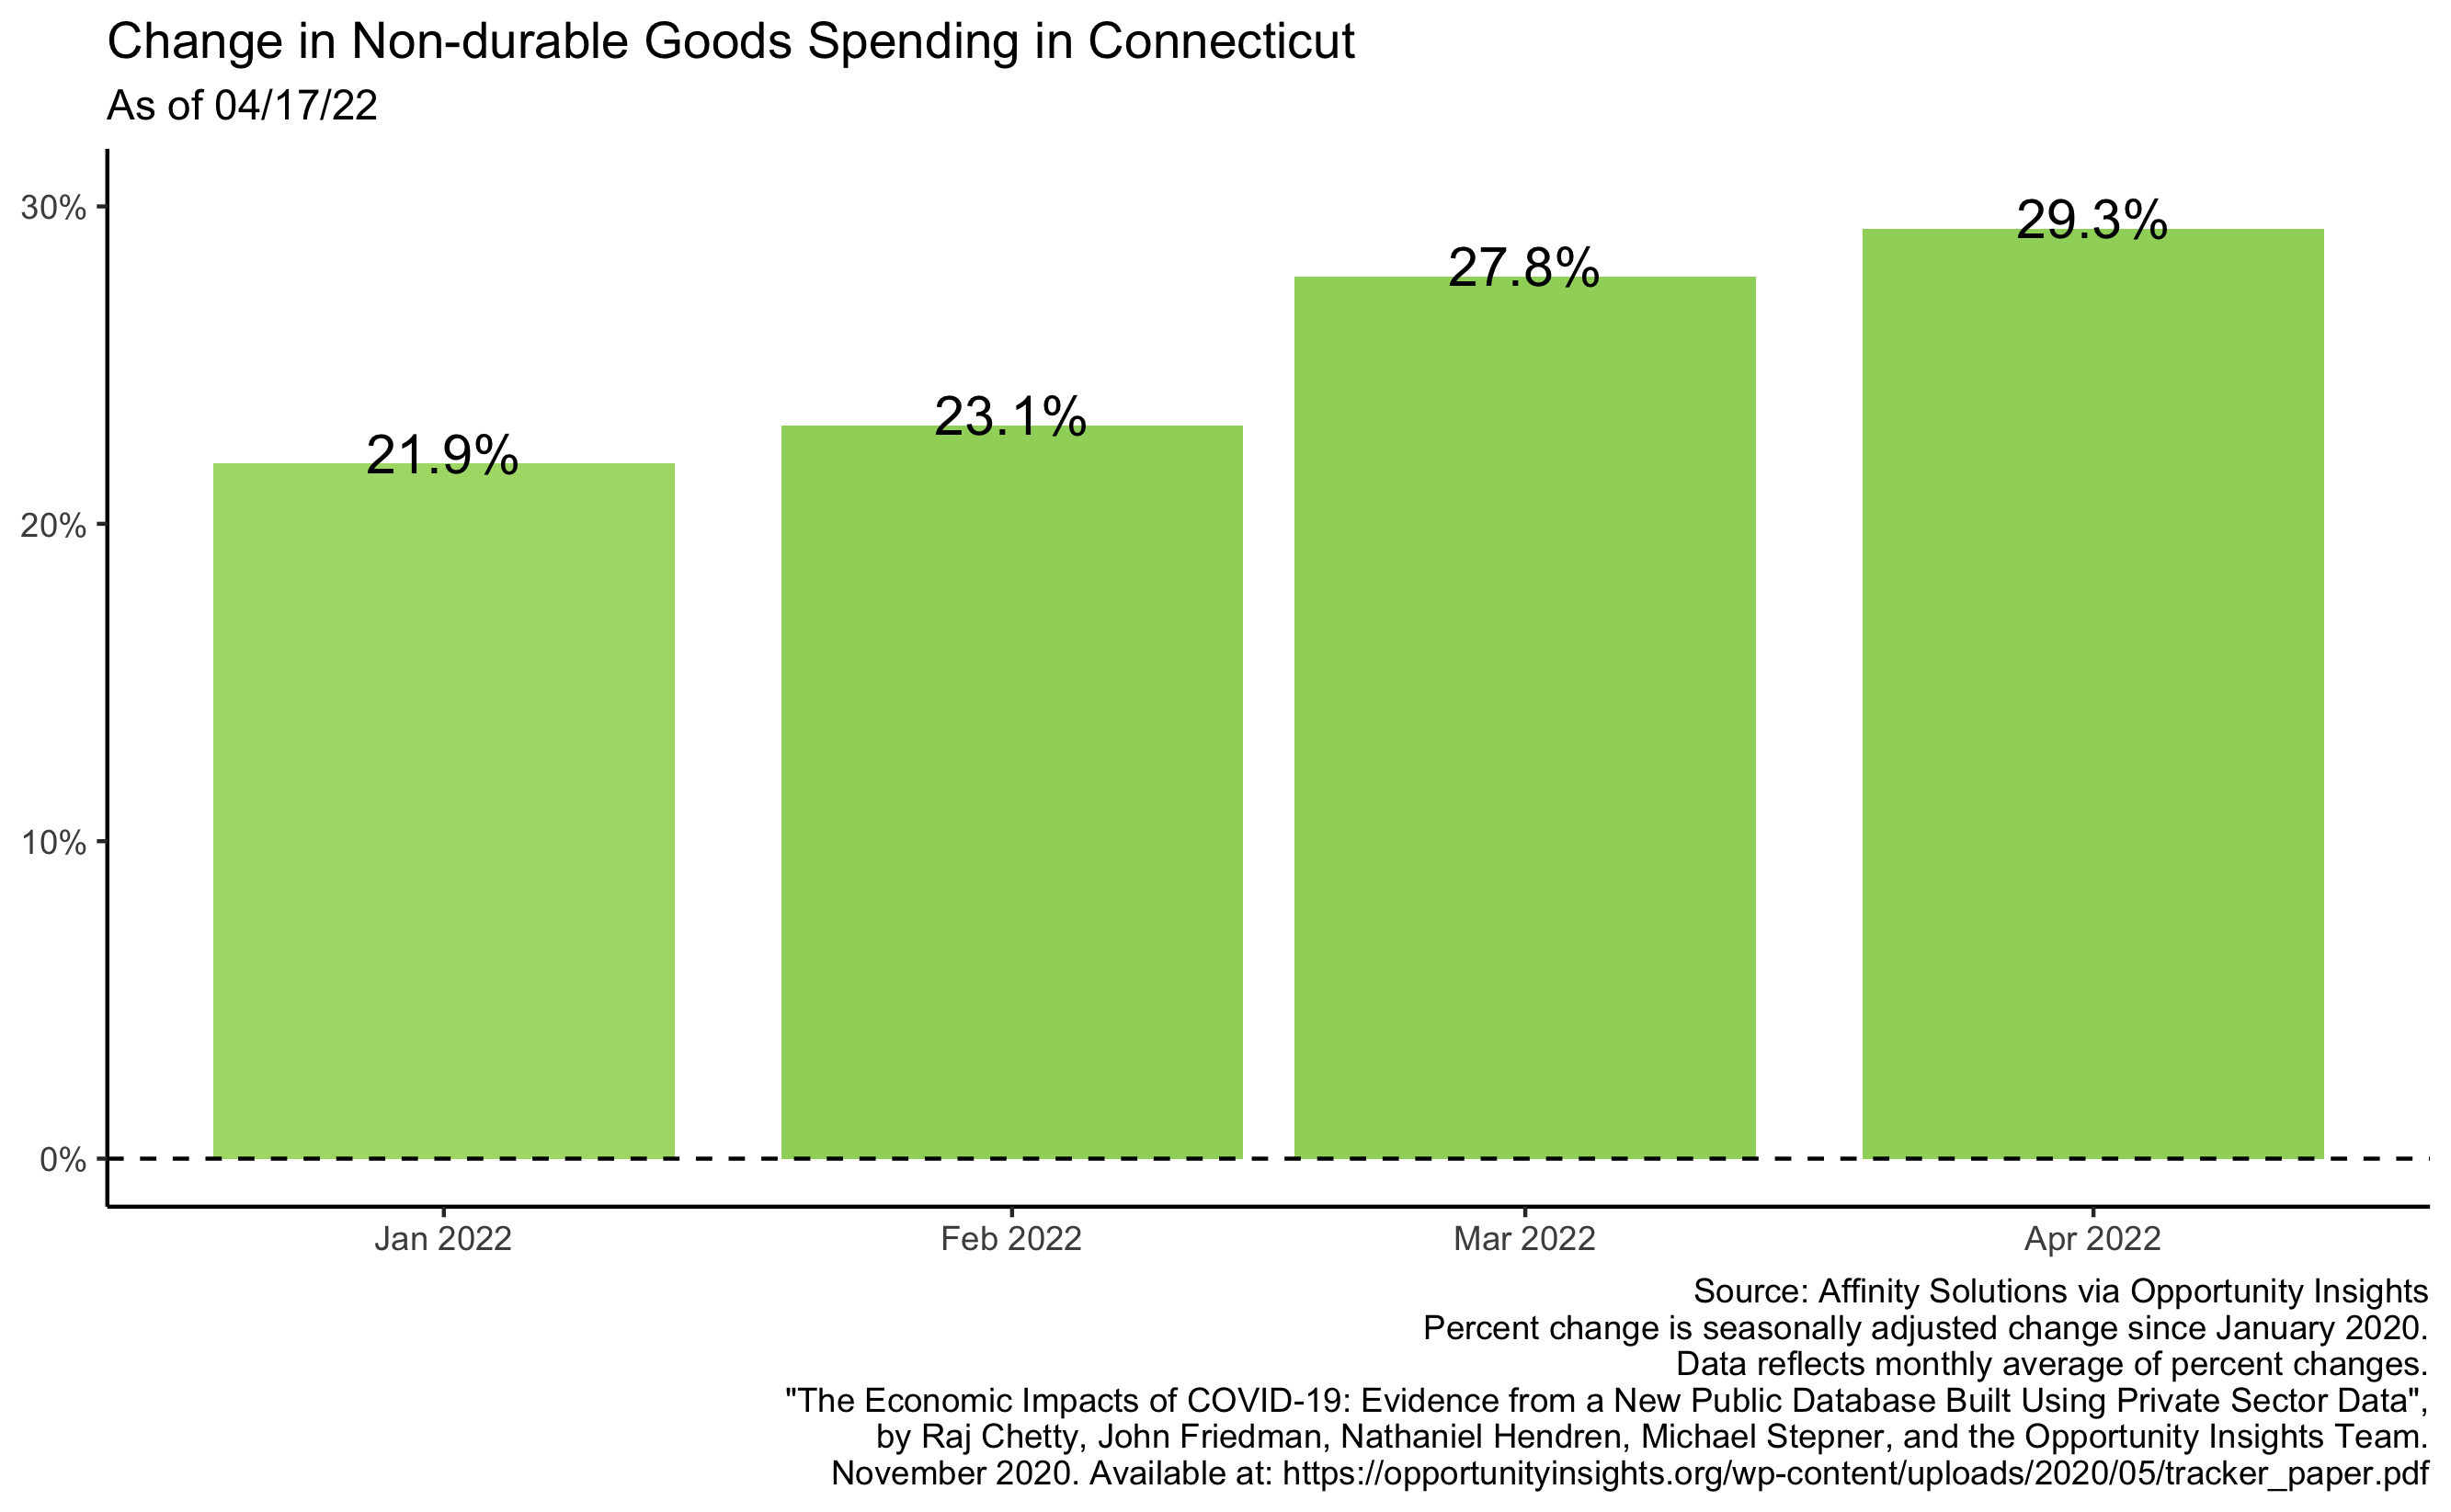 Change in Non-durable Goods Spending in Connecticut
As of 04/17/22
30%
20%
10%
0%
21.9%
23.1%
27.8%
29.3%
Jan 2022
Feb 2022
Mar 2022
Apr 2022
Source: Affinity Solutions via Opportunity Insights
Percent change is seasonally adjusted change since January 2020.
Data reflects monthly average of percent changes.
"The Economic Impacts of COVID-19: Evidence from a New Public Database Built Using Private Sector Data",
by Raj Chetty, John Friedman, Nathaniel Hendren, Michael Stepner, and the Opportunity Insights Team.
November 2020. Available at: https://opportunityinsights.org/wp-content/uploads/2020/05/tracker_paper.pdf